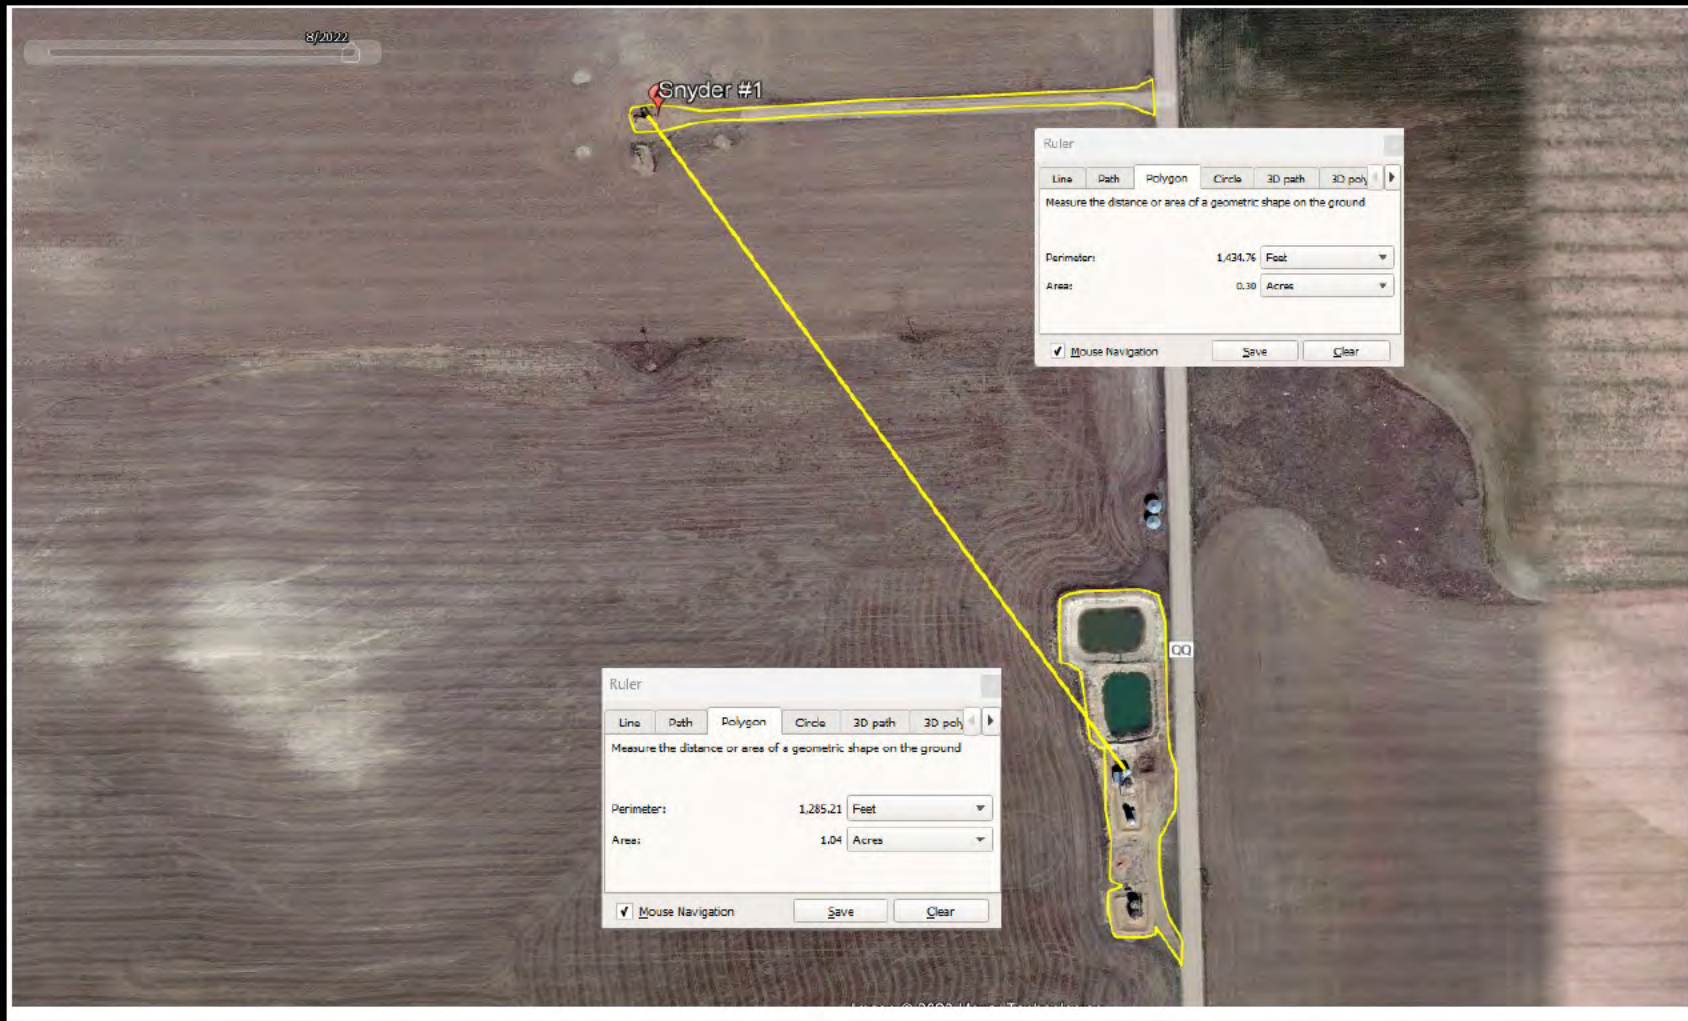 8/2022
Snyder #1
Ruler
Line Path Polygon Circle 3D path 3D poly
Measure the distance or area of a geometric shape on the ground
Perimeter: 1,434.76 Feet
Area: 0.30 Acres
Mouse Navigation Save Clear
QQ
Ruler
Line Path Polygon Circle 3D path 3D poly
Measure the distance or area of a geometric shape on the ground
Perimeter: 1,285.21 Feet
Area: 1.04 Acres
Mouse Navigation Save Clear